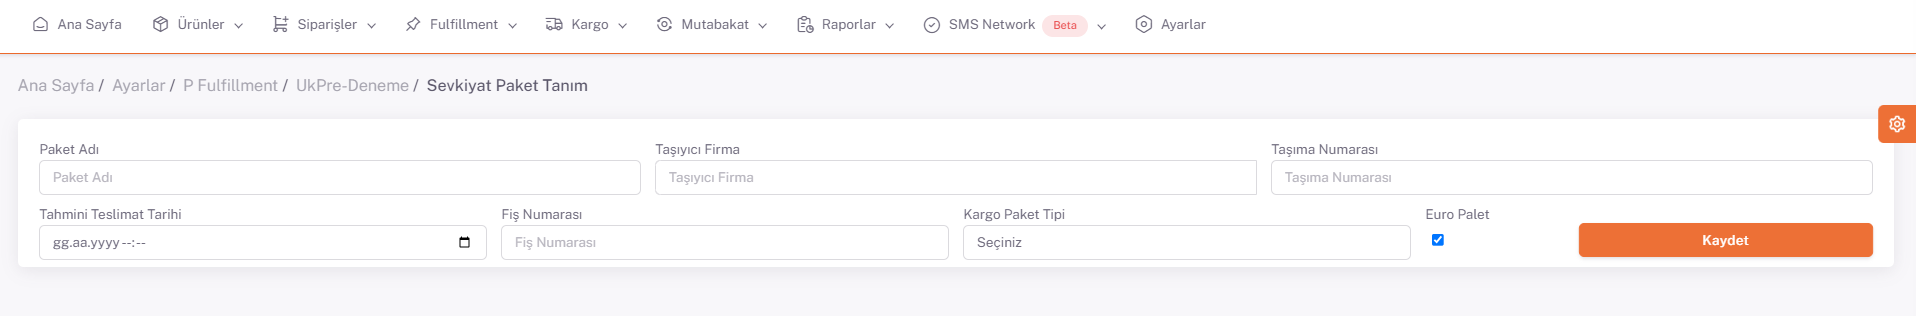 Ana Sayfa Ürünler Siparişler Fulfillment Kargo Mutabakat Raporlar SMS Network Beta Ayarlar
Ana Sayfa / Ayarlar / P Fulfillment / UkPre-Deneme / Sevkiyat Paket Tanım
Paket Adı Taşıyıcı Firma Taşıma Numarası
Paket Adı Taşıyıcı Firma Taşıma Numarası
Tahmini Teslimat Tarihi Fiş Numarası Kargo Paket Tipi Euro Palet
gg.aa.yyyy --:-- Fiş Numarası Seçiniz Kaydet